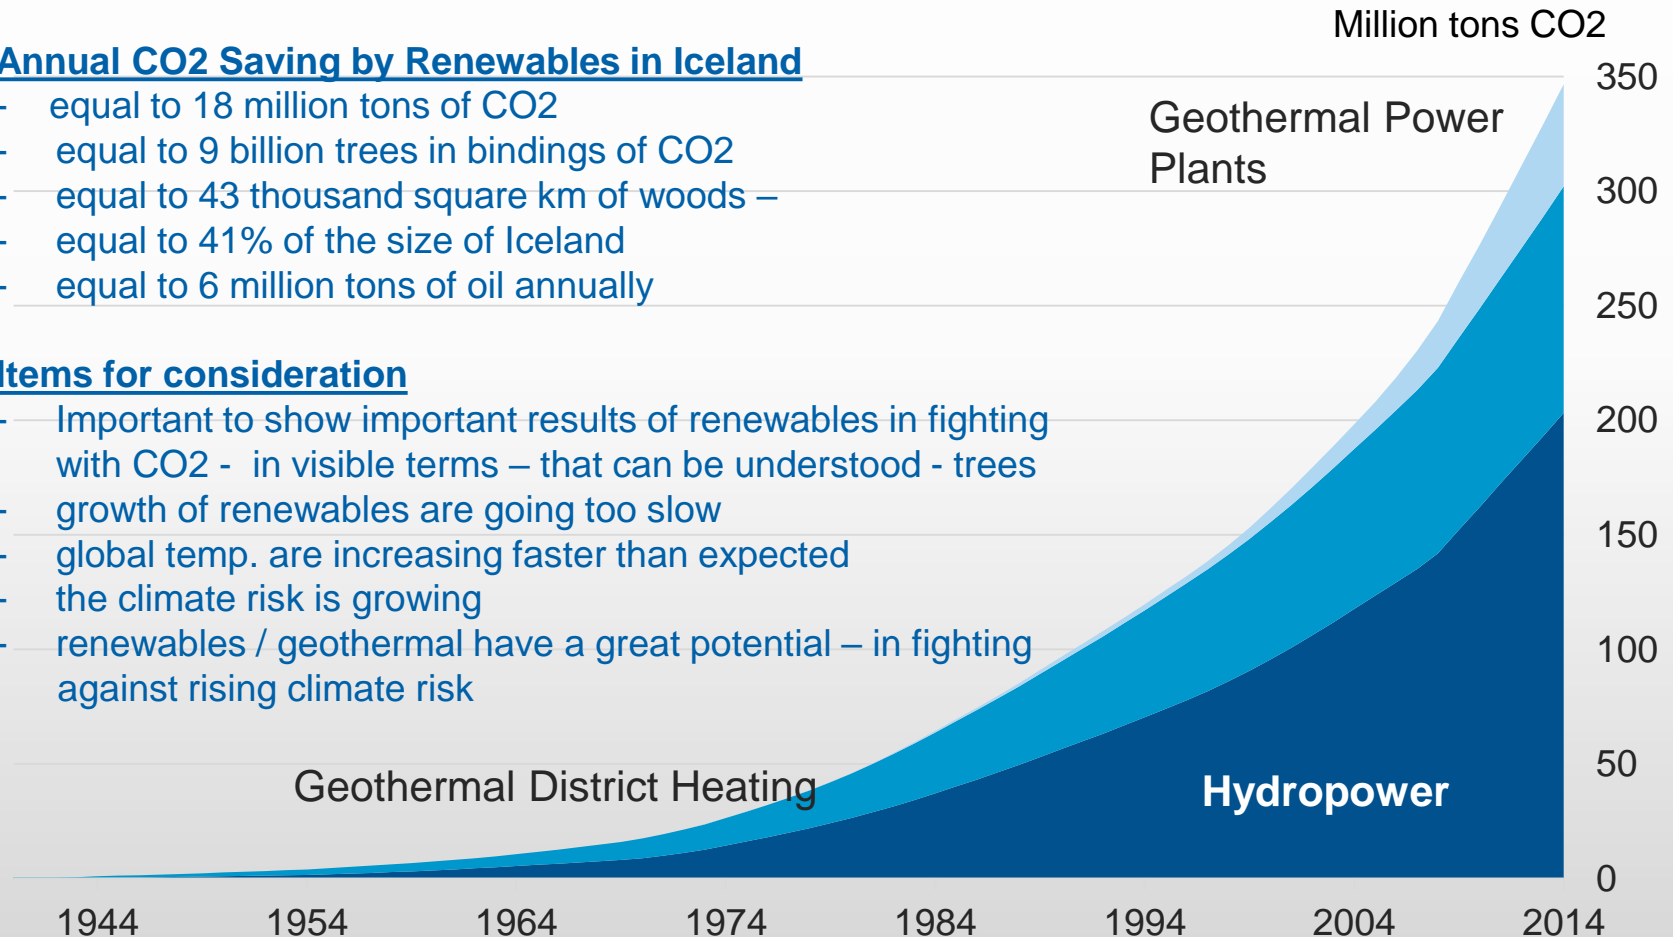 Million tons CO2
Annual CO2 Saving by Renewables in Iceland
- equal to 18 million tons of CO2
- equal to 9 billion trees in bindings of CO2
- equal to 43 thousand square km of woods –
- equal to 41% of the size of Iceland
- equal to 6 million tons of oil annually
Items for consideration
- Important to show important results of renewables in fighting
with CO2 - in visible terms – that can be understood - trees
- growth of renewables are going too slow
- global temp. are increasing faster than expected
- the climate risk is growing
- renewables / geothermal have a great potential – in fighting
against rising climate risk
Geothermal Power
Plants
Geothermal District Heating
Hydropower
350
300
250
200
150
100
50
0
1944 1954 1964 1974 1984 1994 2004 2014